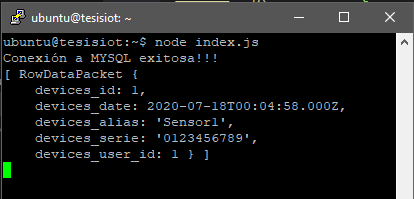 ubuntu@tesisiot: ~
ubuntu@tesisiot:~$ node index.js
Conexión a MYSQL exitosa!!!
[ RowDataPacket {
    devices_id: 1,
    devices_date: 2020-07-18T00:04:58.000Z,
    devices_alias: 'Sensor1',
    devices_serie: '0123456789',
    devices_user_id: 1 } ]